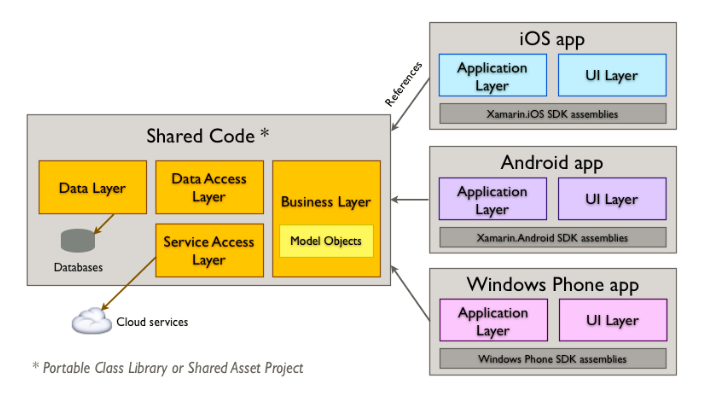 iOS app
Application
Layer
UI Layer
Xamarin.iOS SDK assemblies
References
Shared Code *
Data Layer
Data Access
Layer
Business Layer
Model Objects
Service Access
Layer
Databases
Cloud services
Android app
Application
Layer
UI Layer
Xamarin.Android SDK assemblies
Windows Phone app
Application
Layer
UI Layer
Windows Phone SDK assemblies
* Portable Class Library or Shared Asset Project